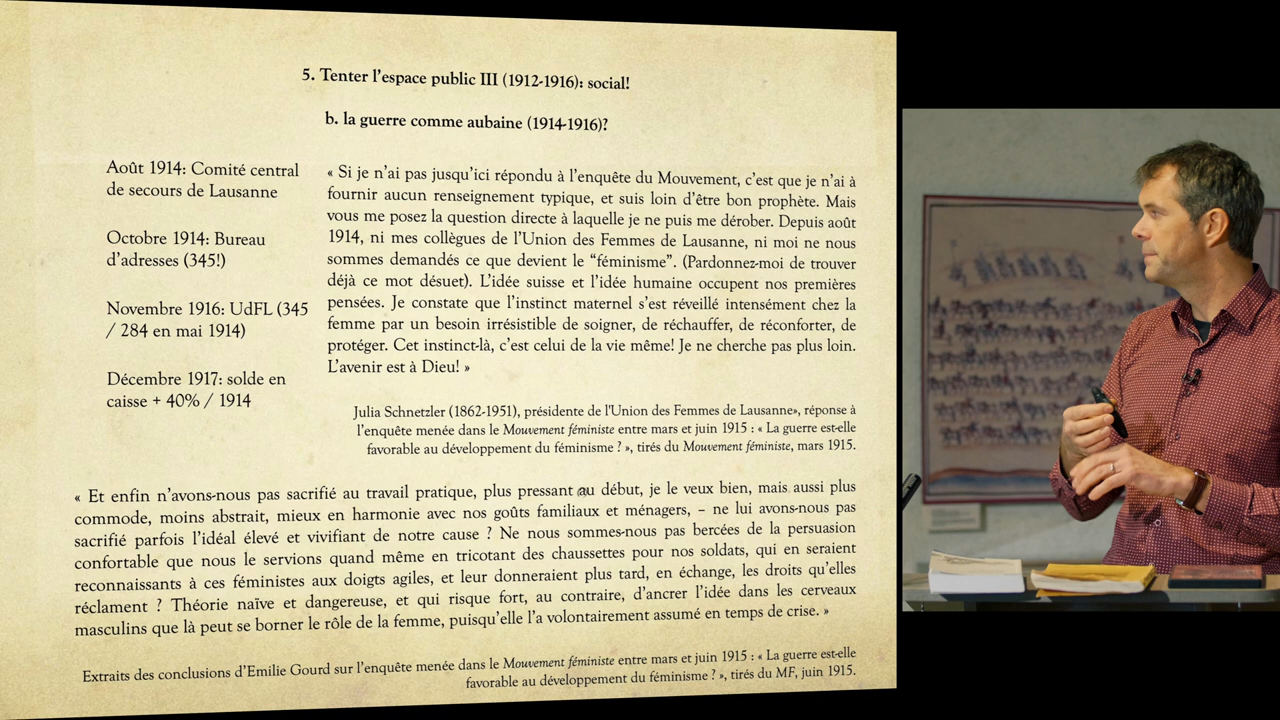 5. Tenter l’espace public III (1912-1916): social!
b. la guerre comme aubaine (1914-1916)?
Août 1914: Comité central
de secours de Lausanne
Octobre 1914: Bureau
d’adresses (345!)
Novembre 1916: UdFL (345
/ 284 en mai 1914)
Décembre 1917: solde en
caisse + 40% / 1914
« Si je n’ai pas jusqu’ici répondu à l’enquête du Mouvement, c’est que je n’ai à
fournir aucun renseignement typique, et suis loin d’être bon prophète. Mais
vous me posez la question directe à laquelle je ne puis me dérober. Depuis août
1914, ni mes collègues de l’Union des Femmes de Lausanne, ni moi ne nous
sommes demandés ce que devient le “féminisme”. (Pardonnez-moi de trouver
déjà ce mot désuet). L’idée suisse et l’idée humaine occupent nos premières
pensées. Je constate que l’instinct maternel s’est réveillé intensément chez la
femme par un besoin irrésistible de soigner, de réchauffer, de réconforter, de
protéger. Cet instinct-là, c’est celui de la vie même! Je ne cherche pas plus loin.
L’avenir est à Dieu! »
Julia Schnetzler (1862-1951), présidente de l’Union des Femmes de Lausanne», réponse à
l’enquête menée dans le Mouvement féministe entre mars et juin 1915 : « La guerre est-elle
favorable au développement du féminisme ? », tirés du Mouvement féministe, mars 1915.
« Et enfin n’avons-nous pas sacrifié au travail pratique, plus pressant au début, je le veux bien, mais aussi plus
commode, moins abstrait, mieux en harmonie avec nos goûts familiaux et ménagers, – ne lui avons-nous pas
sacrifié parfois l’idéal élevé et vivifiant de notre cause ? Ne nous sommes-nous pas bercées de la persuasion
confortable que nous le servions quand même en tricotant des chaussettes pour nos soldats, qui en seraient
reconnaissants à ces féministes aux doigts agiles, et leur donneraient plus tard, en échange, les droits qu’elles
réclament ? Théorie naïve et dangereuse, et qui risque fort, au contraire, d’ancrer l’idée dans les cerveaux
masculins que là peut se borner le rôle de la femme, puisqu’elle l’a volontairement assumé en temps de crise. »
Extraits des conclusions d’Emilie Gourd sur l’enquête menée dans le Mouvement féministe entre mars et juin 1915 : « La guerre est-elle
favorable au développement du féminisme ? », tirés du MF, juin 1915.